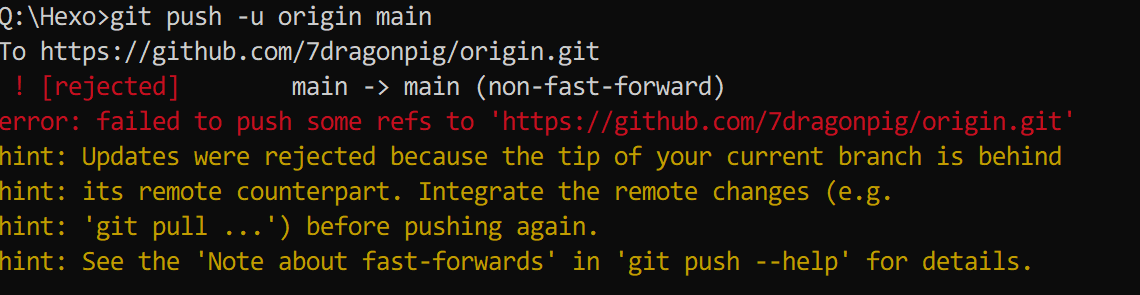 Q:\Hexo>git push -u origin main
To https://github.com/7dragonpig/origin.git
 ! [rejected]        main -> main (non-fast-forward)
error: failed to push some refs to 'https://github.com/7dragonpig/origin.git'
hint: Updates were rejected because the tip of your current branch is behind
hint: its remote counterpart. Integrate the remote changes (e.g.
hint: 'git pull ...') before pushing again.
hint: See the 'Note about fast-forwards' in 'git push --help' for details.